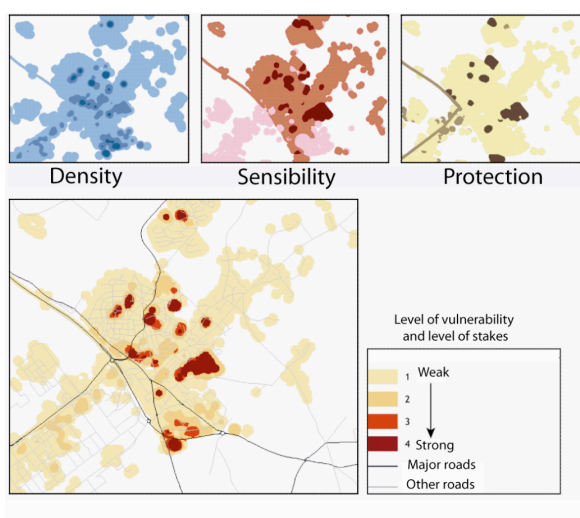 Density
Sensibility
Protection
Level of vulnerability
and level of stakes
1 Weak
2
3
4 Strong
Major roads
Other roads